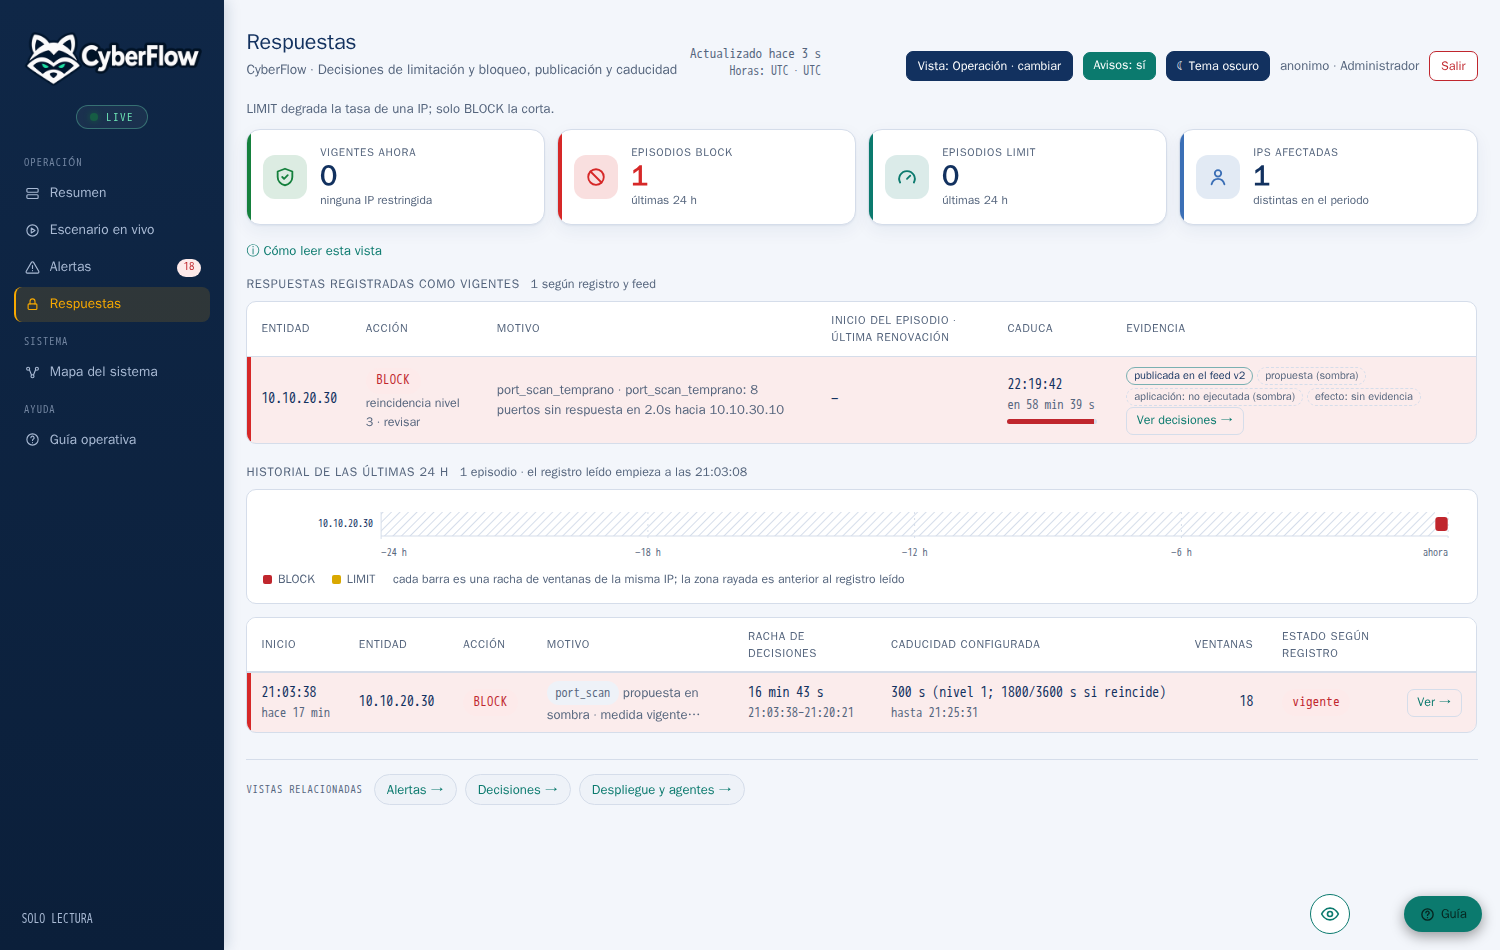 CyberFlow
LIVE
OPERACIÓN
Resumen
Escenario en vivo
Alertas 18
Respuestas
SISTEMA
Mapa del sistema
AYUDA
Guía operativa
SOLO LECTURA
Respuestas
CyberFlow · Decisiones de limitación y bloqueo, publicación y caducidad
Actualizado hace 3 s
Horas: UTC · UTC
Vista: Operación · cambiar
Avisos: sí
☾ Tema oscuro
anonimo · Administrador
Salir
LIMIT degrada la tasa de una IP; solo BLOCK la corta.
VIGENTES AHORA
0
ninguna IP restringida
EPISODIOS BLOCK
1
últimas 24 h
EPISODIOS LIMIT
0
últimas 24 h
IPS AFECTADAS
1
distintas en el periodo
ⓘ Cómo leer esta vista
RESPUESTAS REGISTRADAS COMO VIGENTES 1 según registro y feed
ENTIDAD
ACCIÓN
MOTIVO
INICIO DEL EPISODIO ·
ÚLTIMA RENOVACIÓN
CADUCA
EVIDENCIA
10.10.20.30
BLOCK
reincidencia nivel
3 · revisar
port_scan_temprano · port_scan_temprano: 8
puertos sin respuesta en 2.0s hacia 10.10.30.10
—
22:19:42
en 58 min 39 s
publicada en el feed v2
propuesta (sombra)
aplicación: no ejecutada (sombra)
efecto: sin evidencia
Ver decisiones →
HISTORIAL DE LAS ÚLTIMAS 24 H 1 episodio · el registro leído empieza a las 21:03:08
10.10.20.30
−24 h
−18 h
−12 h
−6 h
ahora
BLOCK
LIMIT
cada barra es una racha de ventanas de la misma IP; la zona rayada es anterior al registro leído
INICIO
ENTIDAD
ACCIÓN
MOTIVO
RACHA DE
DECISIONES
CADUCIDAD CONFIGURADA
VENTANAS
ESTADO SEGÚN
REGISTRO
21:03:38
hace 17 min
10.10.20.30
BLOCK
port_scan propuesta en
sombra · medida vigente…
16 min 43 s
21:03:38–21:20:21
300 s (nivel 1; 1800/3600 s si reincide)
hasta 21:25:31
18
vigente
Ver →
VISTAS RELACIONADAS
Alertas →
Decisiones →
Despliegue y agentes →
Guía